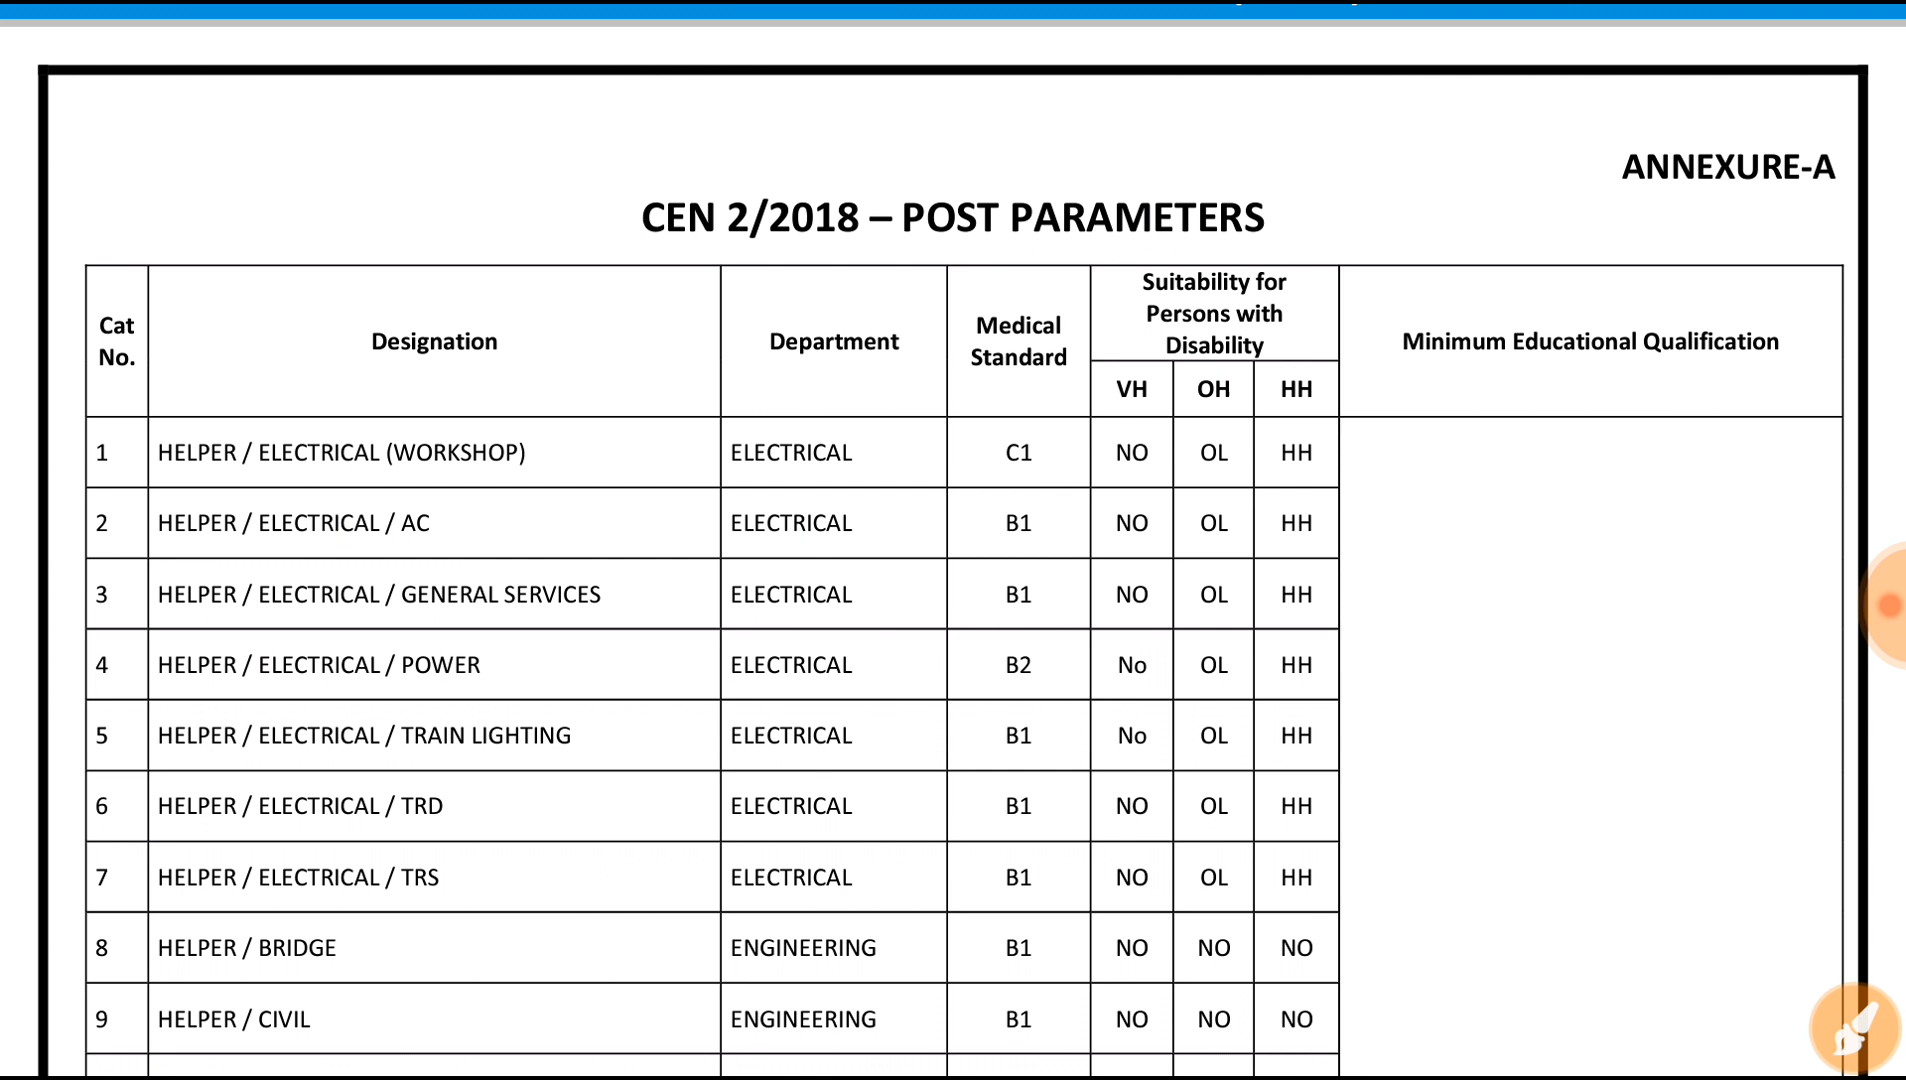 ANNEXURE-A
CEN 2/2018 – POST PARAMETERS
Cat No. Designation Department Medical Standard Suitability for Persons with Disability Minimum Educational Qualification
VH OH HH
1 HELPER / ELECTRICAL (WORKSHOP) ELECTRICAL C1 NO OL HH
2 HELPER / ELECTRICAL / AC ELECTRICAL B1 NO OL HH
3 HELPER / ELECTRICAL / GENERAL SERVICES ELECTRICAL B1 NO OL HH
4 HELPER / ELECTRICAL / POWER ELECTRICAL B2 No OL HH
5 HELPER / ELECTRICAL / TRAIN LIGHTING ELECTRICAL B1 No OL HH
6 HELPER / ELECTRICAL / TRD ELECTRICAL B1 NO OL HH
7 HELPER / ELECTRICAL / TRS ELECTRICAL B1 NO OL HH
8 HELPER / BRIDGE ENGINEERING B1 NO NO NO
9 HELPER / CIVIL ENGINEERING B1 NO NO NO